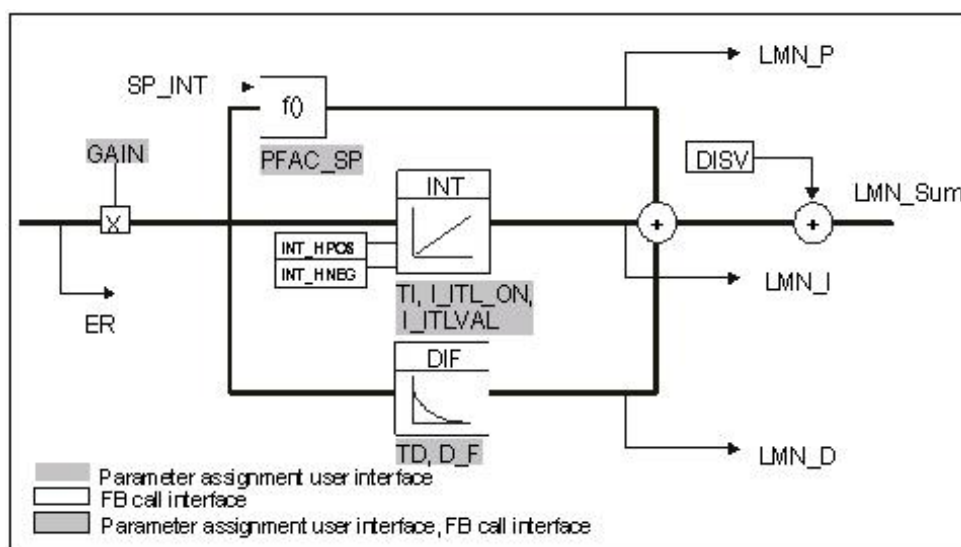 LMN_P
SP_INT
f()
GAIN
PFAC_SP
INT
DISV
LMN_Sum
X
+
+
INT_HPOS
INT_HNEG
TI, I_ITL_ON,
I_ITLVAL
LMN_I
ER
DIF
TD, D_F
LMN_D
Parameter assignment user interface
FB call interface
Parameter assignment user interface, FB call interface